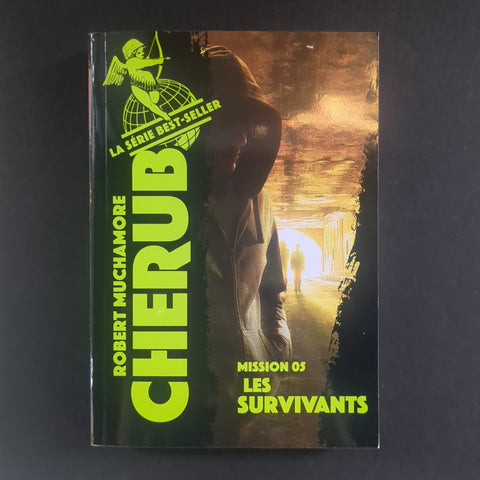 LA SÉRIE BEST-SELLER
ROBERT MUCHAMORE
CHERUB
MISSION 05
LES
SURVIVANTS